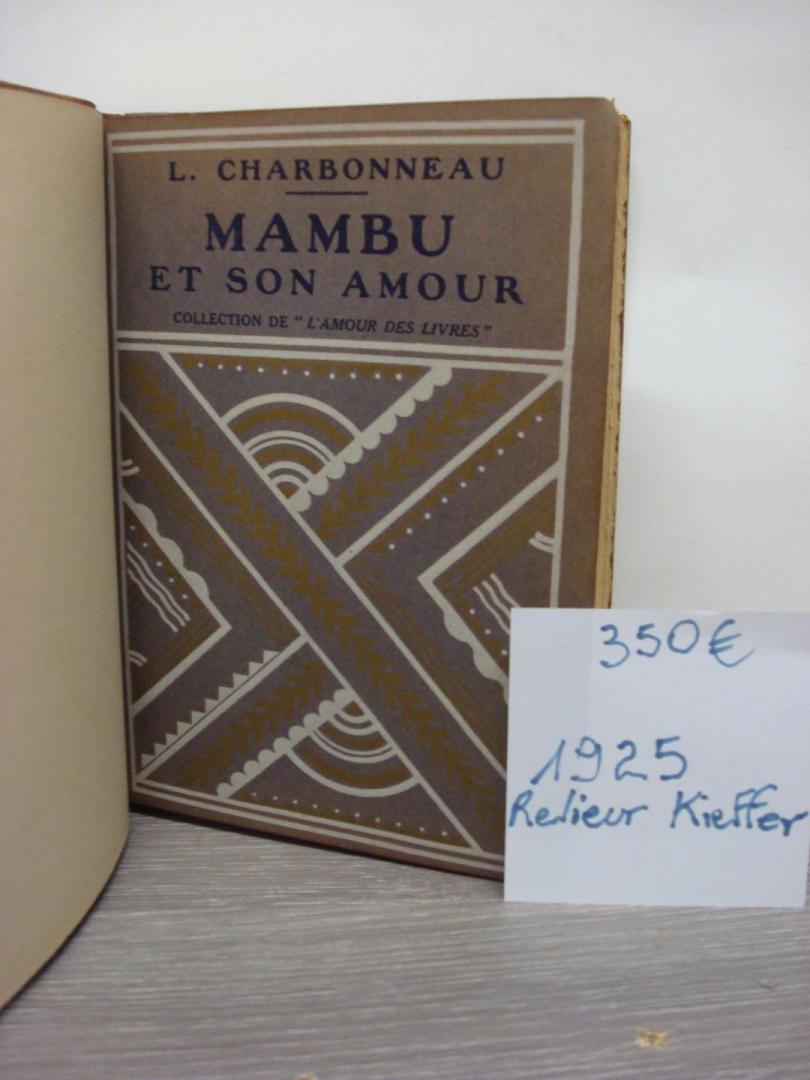 L. CHARBONNEAU
MAMBU
ET SON AMOUR
COLLECTION DE "L'AMOUR DES LIVRES"
350€
1925
Relieur Kieffer